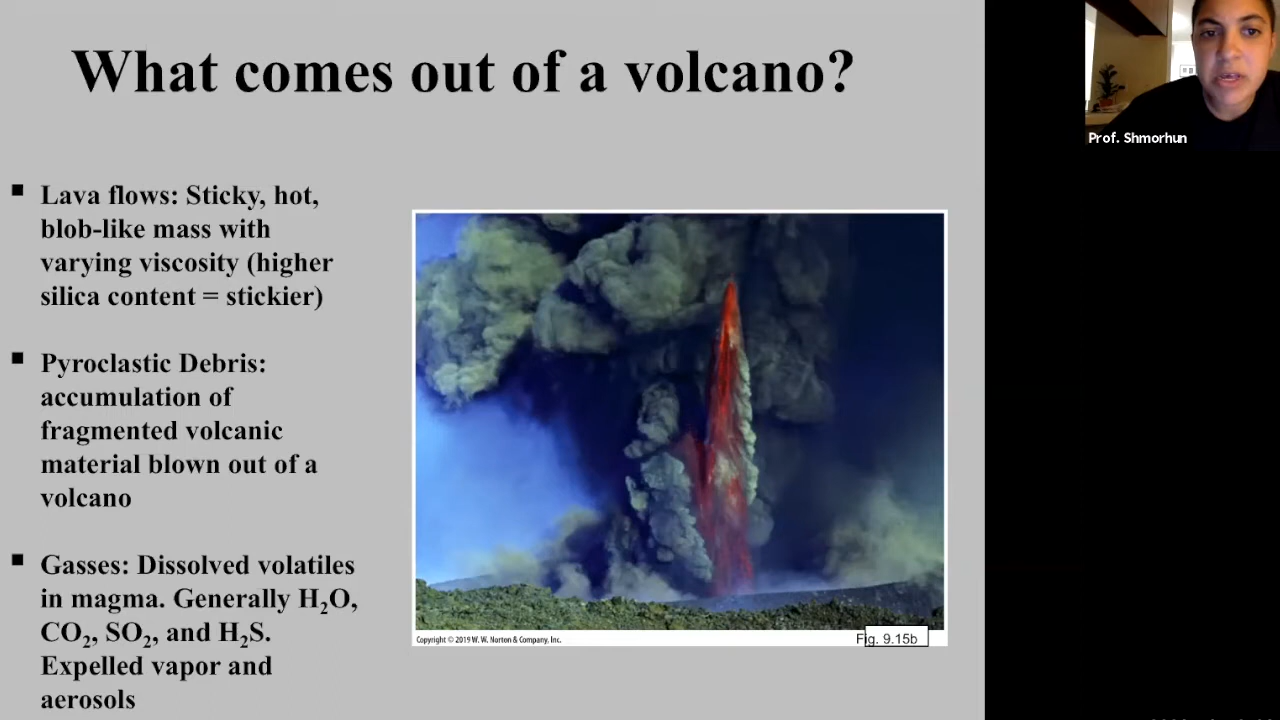 What comes out of a volcano?
Prof. Shmorhun
▪ Lava flows: Sticky, hot,
blob-like mass with
varying viscosity (higher
silica content = stickier)
▪ Pyroclastic Debris:
accumulation of
fragmented volcanic
material blown out of a
volcano
▪ Gasses: Dissolved volatiles
in magma. Generally H₂O,
CO₂, SO₂, and H₂S.
Expelled vapor and
aerosols
Copyright © 2019 W. W. Norton & Company, Inc.
Fig. 9.15b